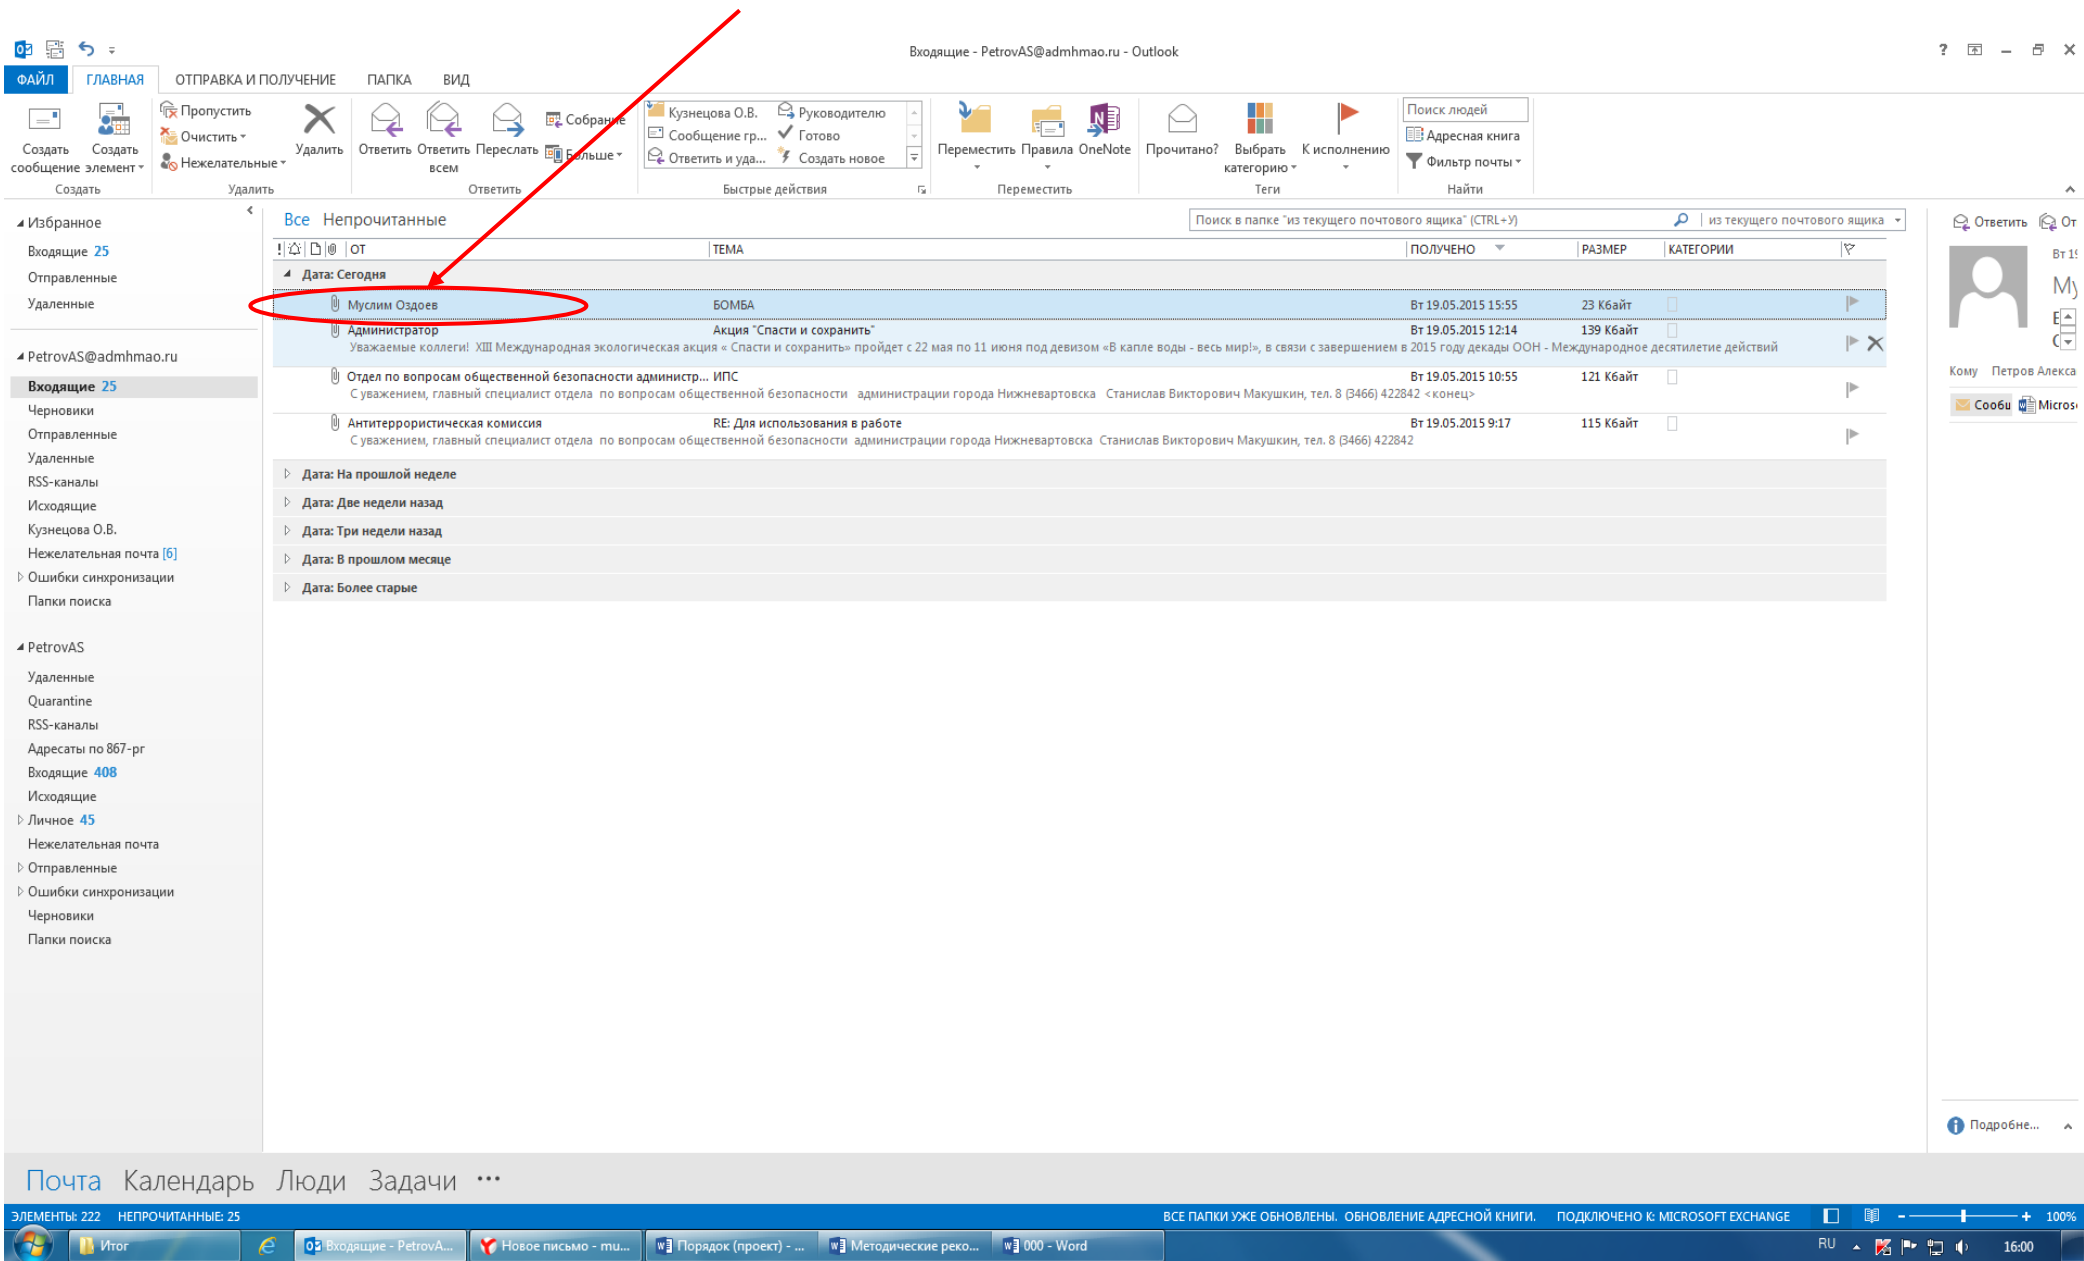 Входящие - PetrovAS@admhmao.ru - Outlook
ФАЙЛ ГЛАВНАЯ ОТПРАВКА И ПОЛУЧЕНИЕ ПАПКА ВИД
Создать сообщение
Создать элемент
Создать
Пропустить
Очистить
Нежелательные
Удалить
Удалить
Ответить
Ответить всем
Переслать
Собрание
Больше
Ответить
Кузнецова О.В.
Сообщение гр...
Ответить и уда...
Руководителю
Готово
Создать новое
Быстрые действия
Переместить
Правила
OneNote
Переместить
Прочитано?
Выбрать категорию
К исполнению
Теги
Поиск людей
Адресная книга
Фильтр почты
Найти
Избранное
Входящие 25
Отправленные
Удаленные
PetrovAS@admhmao.ru
Входящие 25
Черновики
Отправленные
Удаленные
RSS-каналы
Исходящие
Кузнецова О.В.
Нежелательная почта [6]
Ошибки синхронизации
Папки поиска
PetrovAS
Удаленные
Quarantine
RSS-каналы
Адресаты по 867-рг
Входящие 408
Исходящие
Личное 45
Нежелательная почта
Отправленные
Ошибки синхронизации
Черновики
Папки поиска
Все Непрочитанные
Поиск в папке "из текущего почтового ящика" (CTRL+У)
из текущего почтового ящика
ОТ ТЕМА ПОЛУЧЕНО РАЗМЕР КАТЕГОРИИ
Дата: Сегодня
Муслим Оздоев БОМБА Вт 19.05.2015 15:55 23 Кбайт
Администратор Акция "Спасти и сохранить" Вт 19.05.2015 12:14 139 Кбайт
Уважаемые коллеги! XIII Международная экологическая акция « Спасти и сохранить» пройдет с 22 мая по 11 июня под девизом «В капле воды - весь мир!», в связи с завершением в 2015 году декады ООН - Международное десятилетие действий
Отдел по вопросам общественной безопасности администр... ИПС Вт 19.05.2015 10:55 121 Кбайт
С уважением, главный специалист отдела по вопросам общественной безопасности администрации города Нижневартовска Станислав Викторович Макушкин, тел. 8 (3466) 422842 <конец>
Антитеррористическая комиссия RE: Для использования в работе Вт 19.05.2015 9:17 115 Кбайт
С уважением, главный специалист отдела по вопросам общественной безопасности администрации города Нижневартовска Станислав Викторович Макушкин, тел. 8 (3466) 422842
Дата: На прошлой неделе
Дата: Две недели назад
Дата: Три недели назад
Дата: В прошлом месяце
Дата: Более старые
Ответить От
Вт 19
Му
Кому Петров Алекса
Сообщ Microso
Подробне...
Почта Календарь Люди Задачи ...
ЭЛЕМЕНТЫ: 222 НЕПРОЧИТАННЫЕ: 25 ВСЕ ПАПКИ УЖЕ ОБНОВЛЕНЫ. ОБНОВЛЕНИЕ АДРЕСНОЙ КНИГИ. ПОДКЛЮЧЕНО К: MICROSOFT EXCHANGE 100%
Итог Входящие - PetrovA... Новое письмо - mu... Порядок (проект) - ... Методические реко... 000 - Word RU 16:00